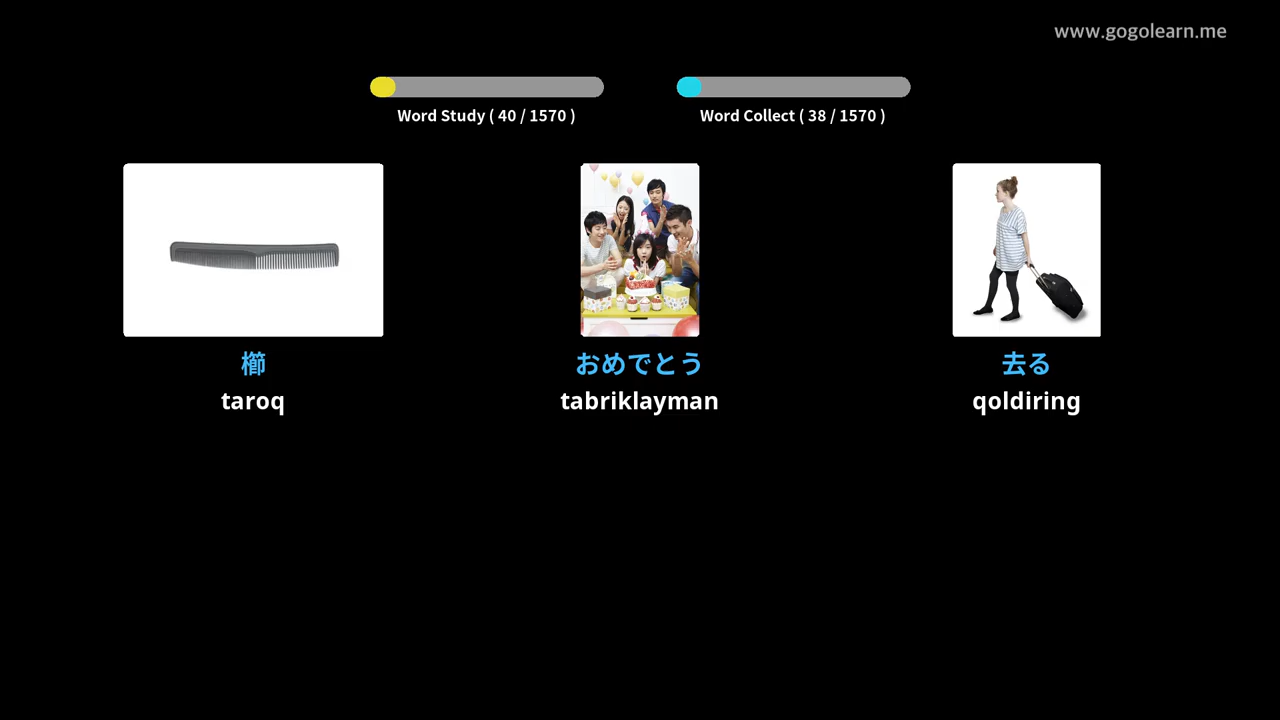 www.gogolearn.me
Word Study ( 40 / 1570 )
Word Collect ( 38 / 1570 )
櫛
おめでとう
去る
taroq
tabriklayman
qoldiring